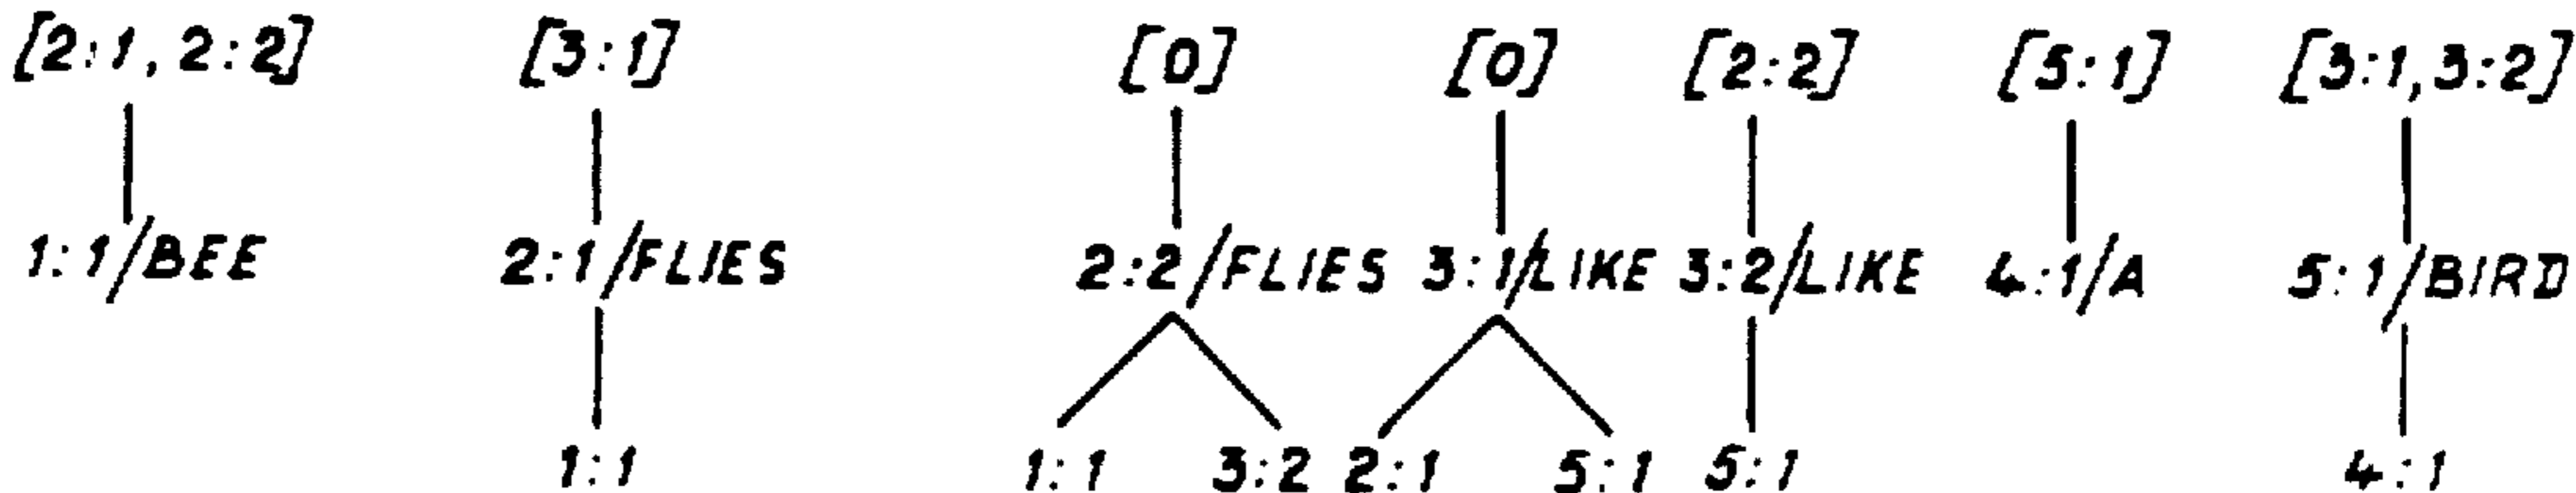 [2:1, 2:2] [3:1] [0] [0] [2:2] [5:1] [3:1, 3:2]
1:1/BEE 2:1/FLIES 2:2/FLIES 3:1/LIKE 3:2/LIKE 4:1/A 5:1/BIRD
1:1 1:1 3:2 2:1 5:1 5:1 4:1